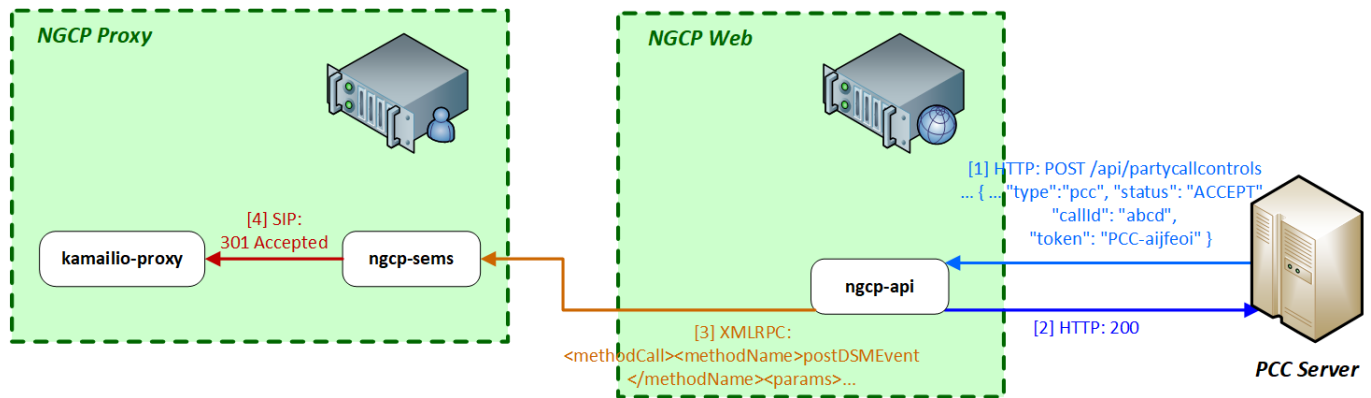 NGCP Proxy
NGCP Web
[1] HTTP: POST /api/partycallcontrols
... { ... "type":"pcc", "status": "ACCEPT"
"callId": "abcd",
"token": "PCC-aijfeoi" }
[4] SIP:
301 Accepted
kamailio-proxy
ngcp-sems
ngcp-api
[2] HTTP: 200
[3] XMLRPC:
<methodCall><methodName>postDSMEvent
</methodName><params>...
PCC Server